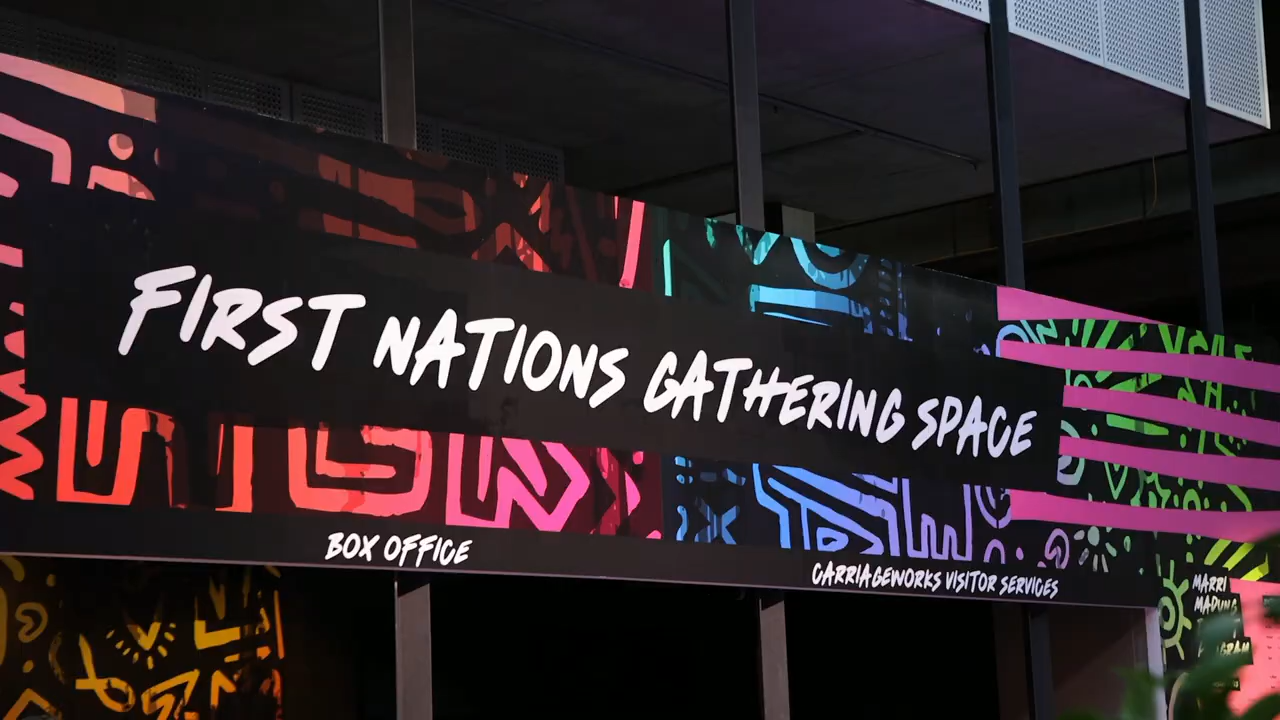 FIRST NATIONS GATHERING SPACE
BOX OFFICE
CARRIAGEWORKS VISITOR SERVICES
MARRI
MADUNG